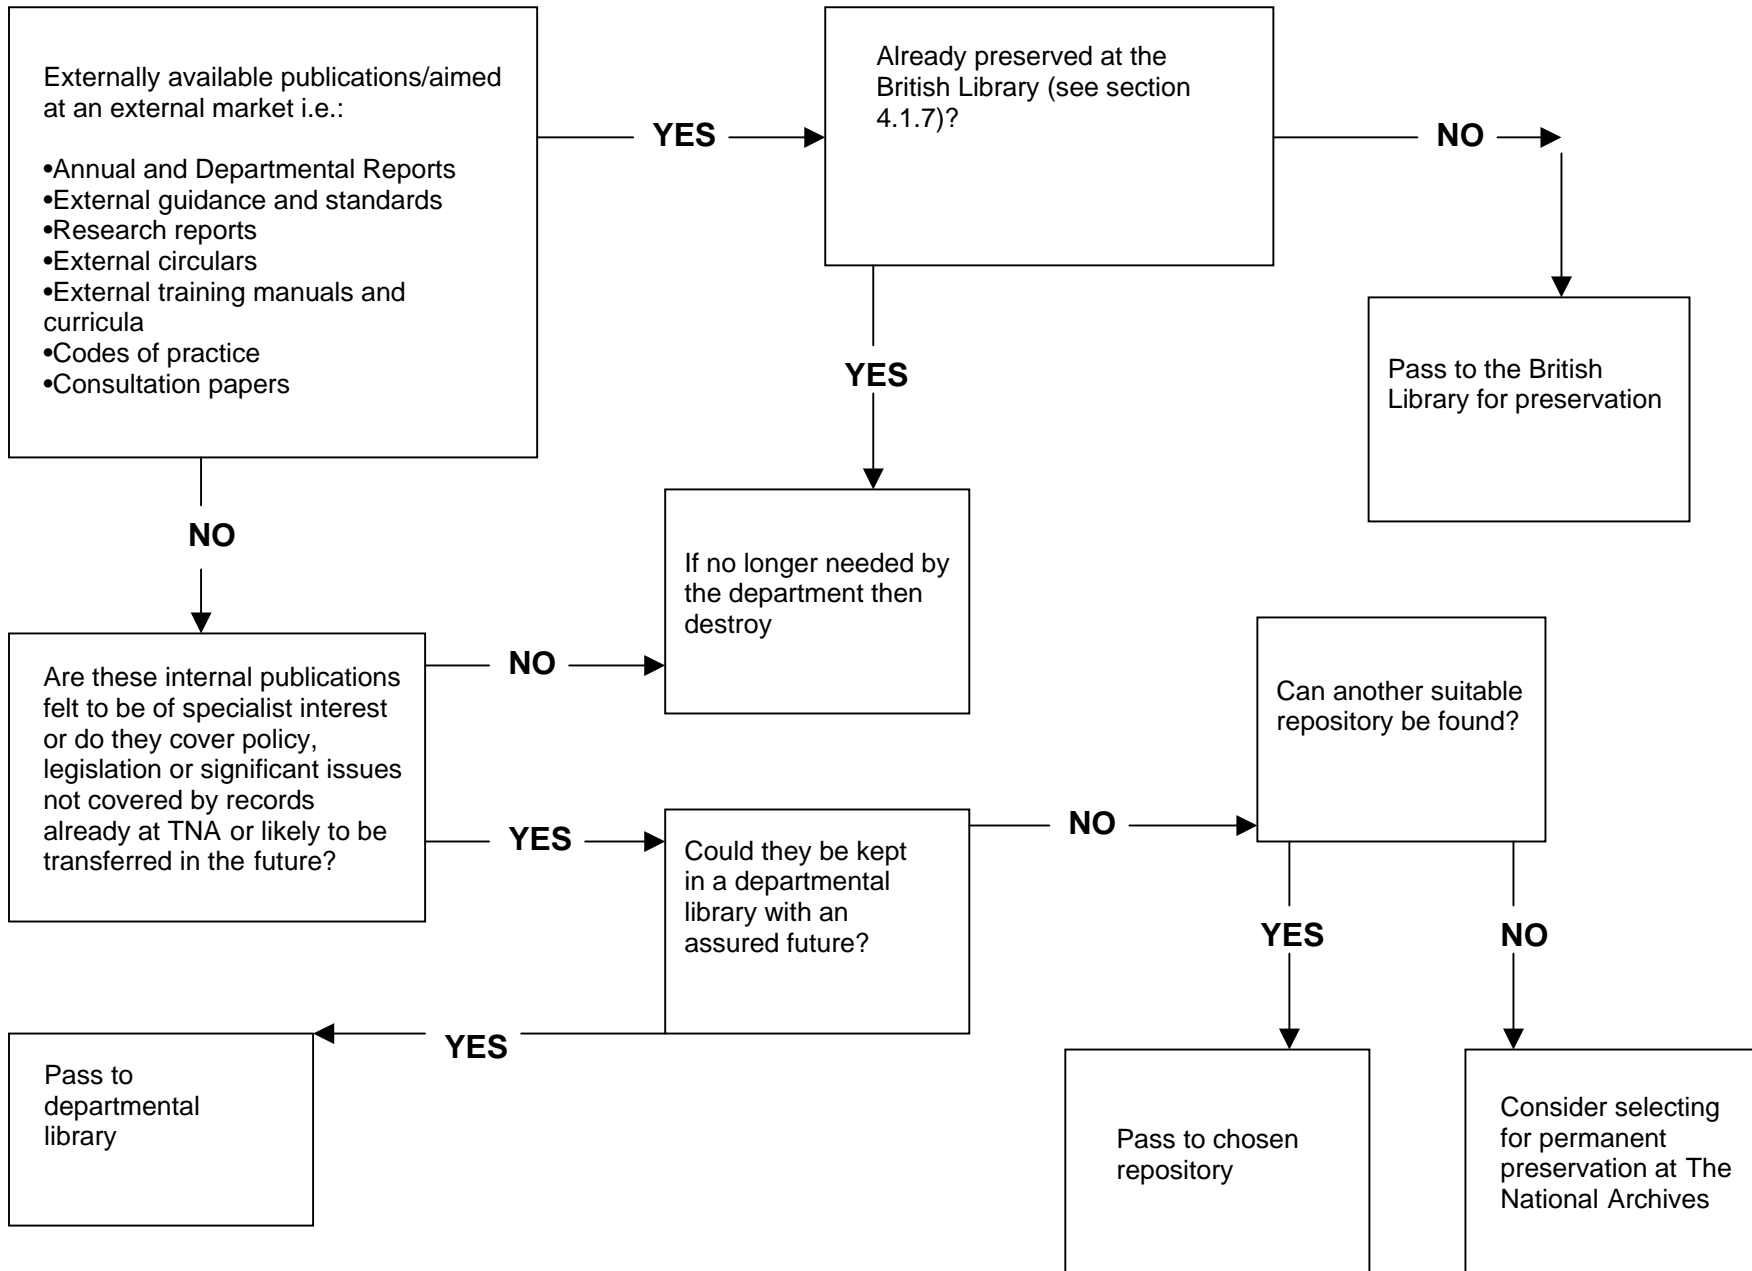 Externally available publications/aimed
at an external market i.e.:
•Annual and Departmental Reports
•External guidance and standards
•Research reports
•External circulars
•External training manuals and
curricula
•Codes of practice
•Consultation papers
YES
Already preserved at the
British Library (see section
4.1.7)?
NO
Pass to the British
Library for preservation
YES
NO
If no longer needed by
the department then
destroy
Are these internal publications
felt to be of specialist interest
or do they cover policy,
legislation or significant issues
not covered by records
already at TNA or likely to be
transferred in the future?
NO
YES
Could they be kept
in a departmental
library with an
assured future?
NO
Can another suitable
repository be found?
YES
NO
YES
Pass to
departmental
library
Pass to chosen
repository
Consider selecting
for permanent
preservation at The
National Archives